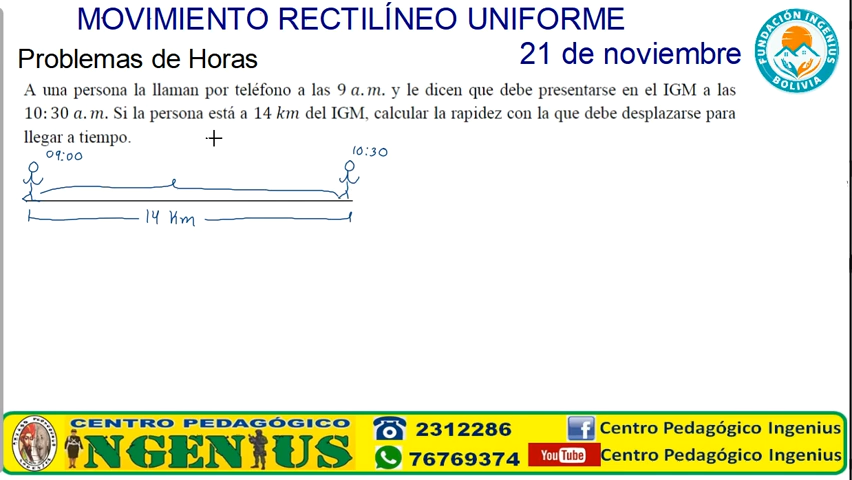 MOVIMIENTO RECTILÍNEO UNIFORME
Problemas de Horas
21 de noviembre
A una persona la llaman por teléfono a las 9 a.m. y le dicen que debe presentarse en el IGM a las
10:30 a.m. Si la persona está a 14 km del IGM, calcular la rapidez con la que debe desplazarse para
llegar a tiempo.
09:00
10:30
14 Km
FUNDACIÓN INGENIUS
BOLIVIA
CENTRO PEDAGÓGICO
INGENIUS
2312286
76769374
Centro Pedagógico Ingenius
YouTube Centro Pedagógico Ingenius